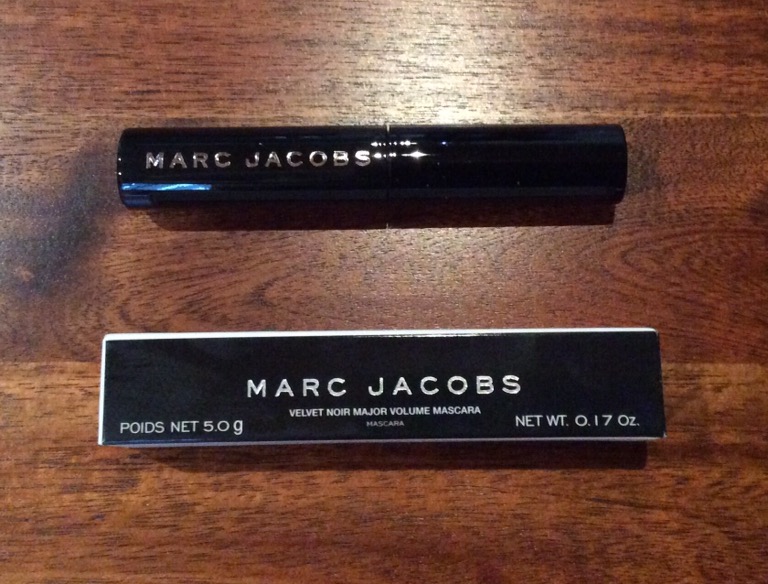 MARC JACOBS
MARC JACOBS
VELVET NOIR MAJOR VOLUME MASCARA
MASCARA
POIDS NET 5.0 g
NET WT. 0.17 Oz.